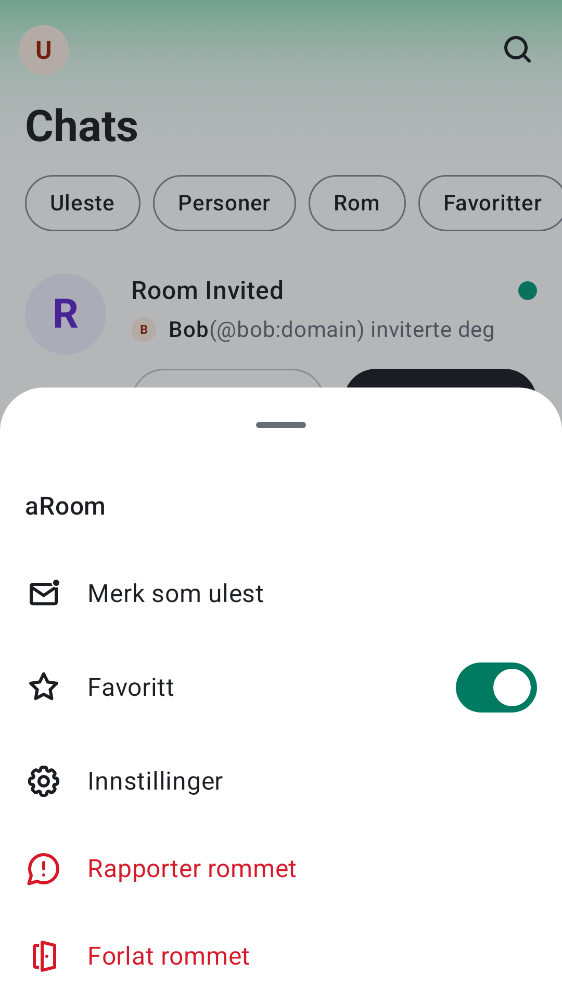 U
Chats
Uleste
Personer
Rom
Favoritter
R
Room Invited
B
Bob(@bob:domain) inviterte deg
aRoom
Merk som ulest
Favoritt
Innstillinger
Rapporter rommet
Forlat rommet